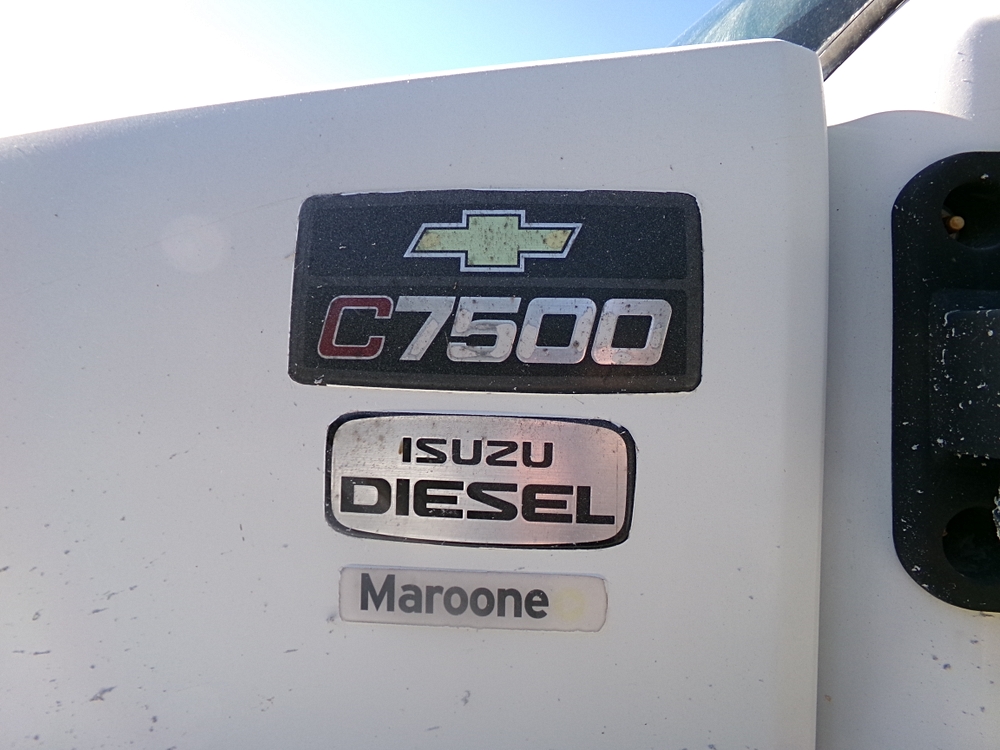 C7500
ISUZU
DIESEL
Maroone